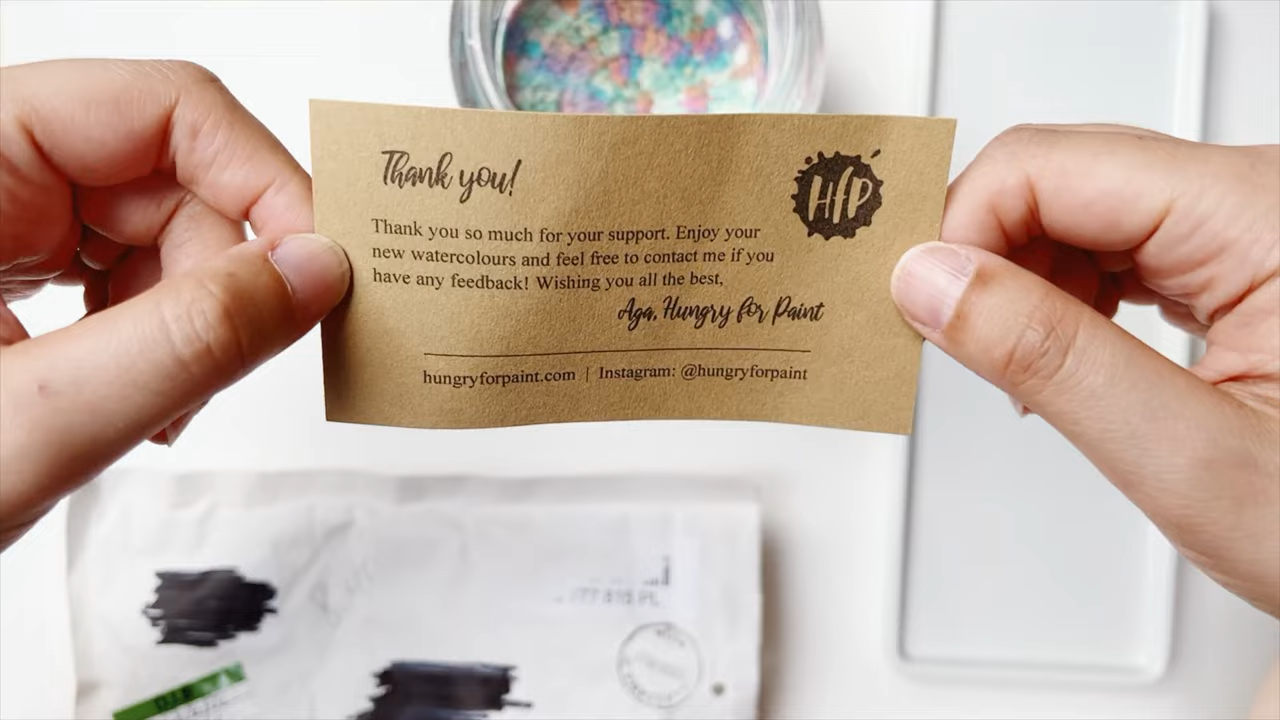 Thank you!
HfP
Thank you so much for your support. Enjoy your
new watercolours and feel free to contact me if you
have any feedback! Wishing you all the best,
Aga, Hungry for Paint
hungryforpaint.com | Instagram: @hungryforpaint